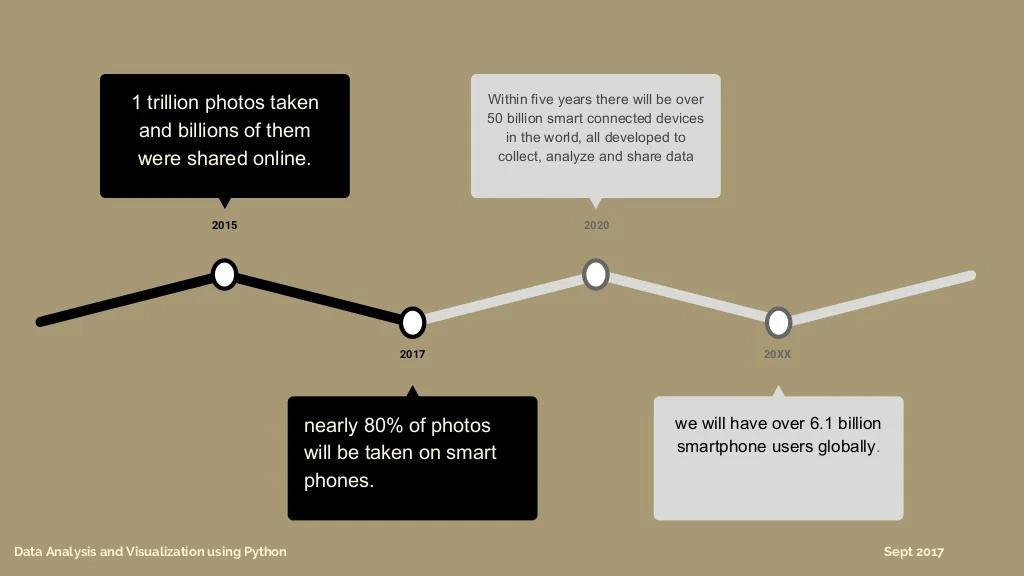 1 trillion photos taken
and billions of them
were shared online.
Within five years there will be over
50 billion smart connected devices
in the world, all developed to
collect, analyze and share data
2015
2020
2017
20XX
nearly 80% of photos
will be taken on smart
phones.
we will have over 6.1 billion
smartphone users globally.
Data Analysis and Visualization using Python
Sept 2017